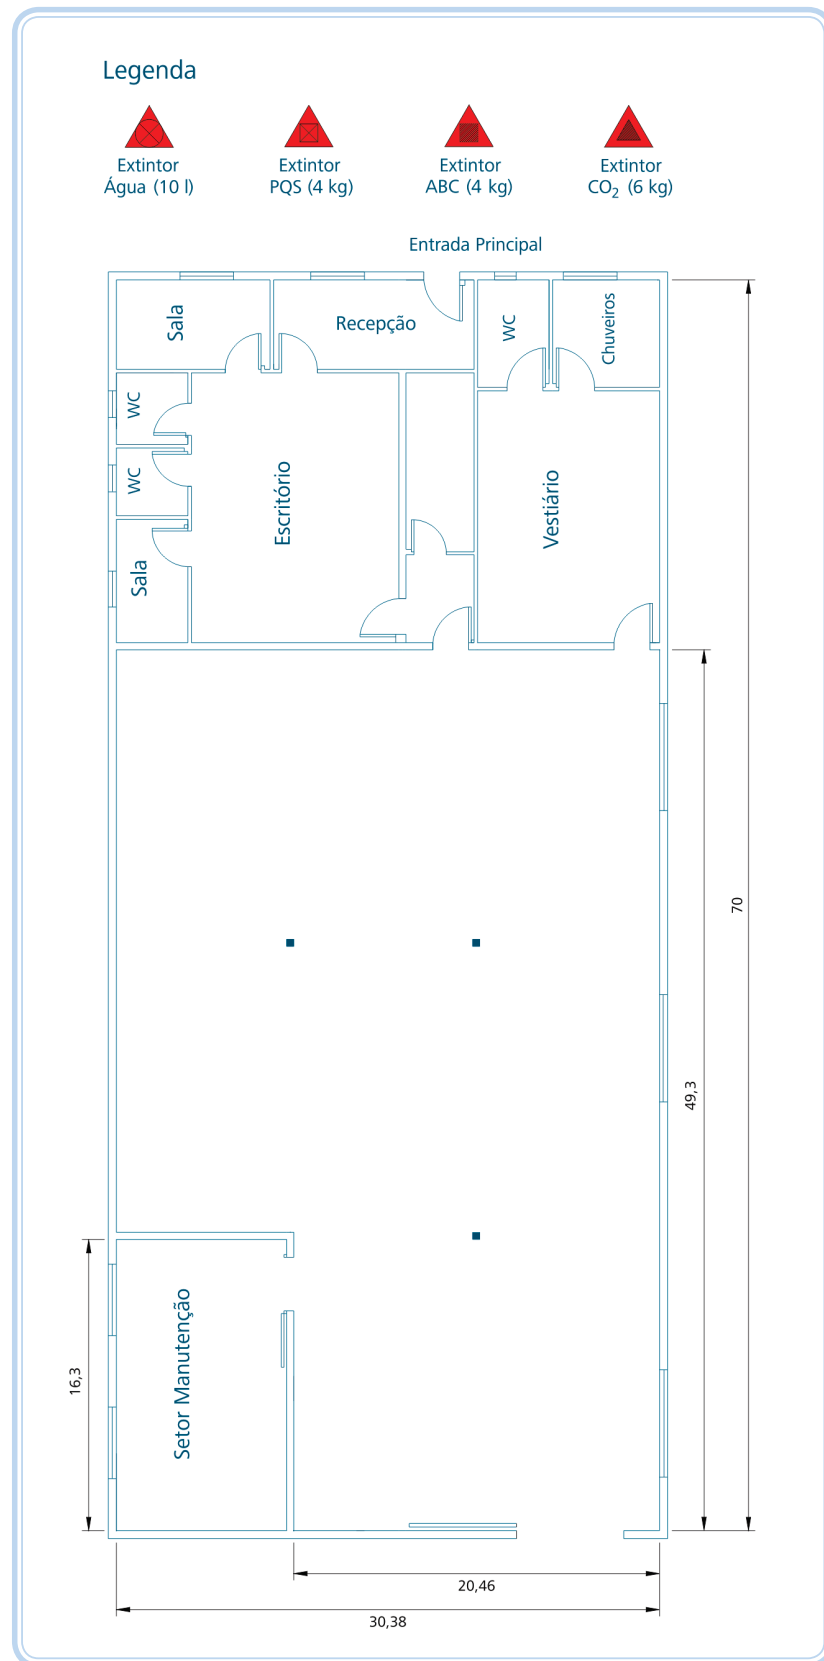 Legenda
Extintor
Água (10 l)
Extintor
PQS (4 kg)
Extintor
ABC (4 kg)
Extintor
CO₂ (6 kg)
Entrada Principal
Sala
Recepção
WC
Chuveiros
WC
WC
Sala
Escritório
Vestiário
70
49,3
16,3
Setor Manutenção
20,46
30,38